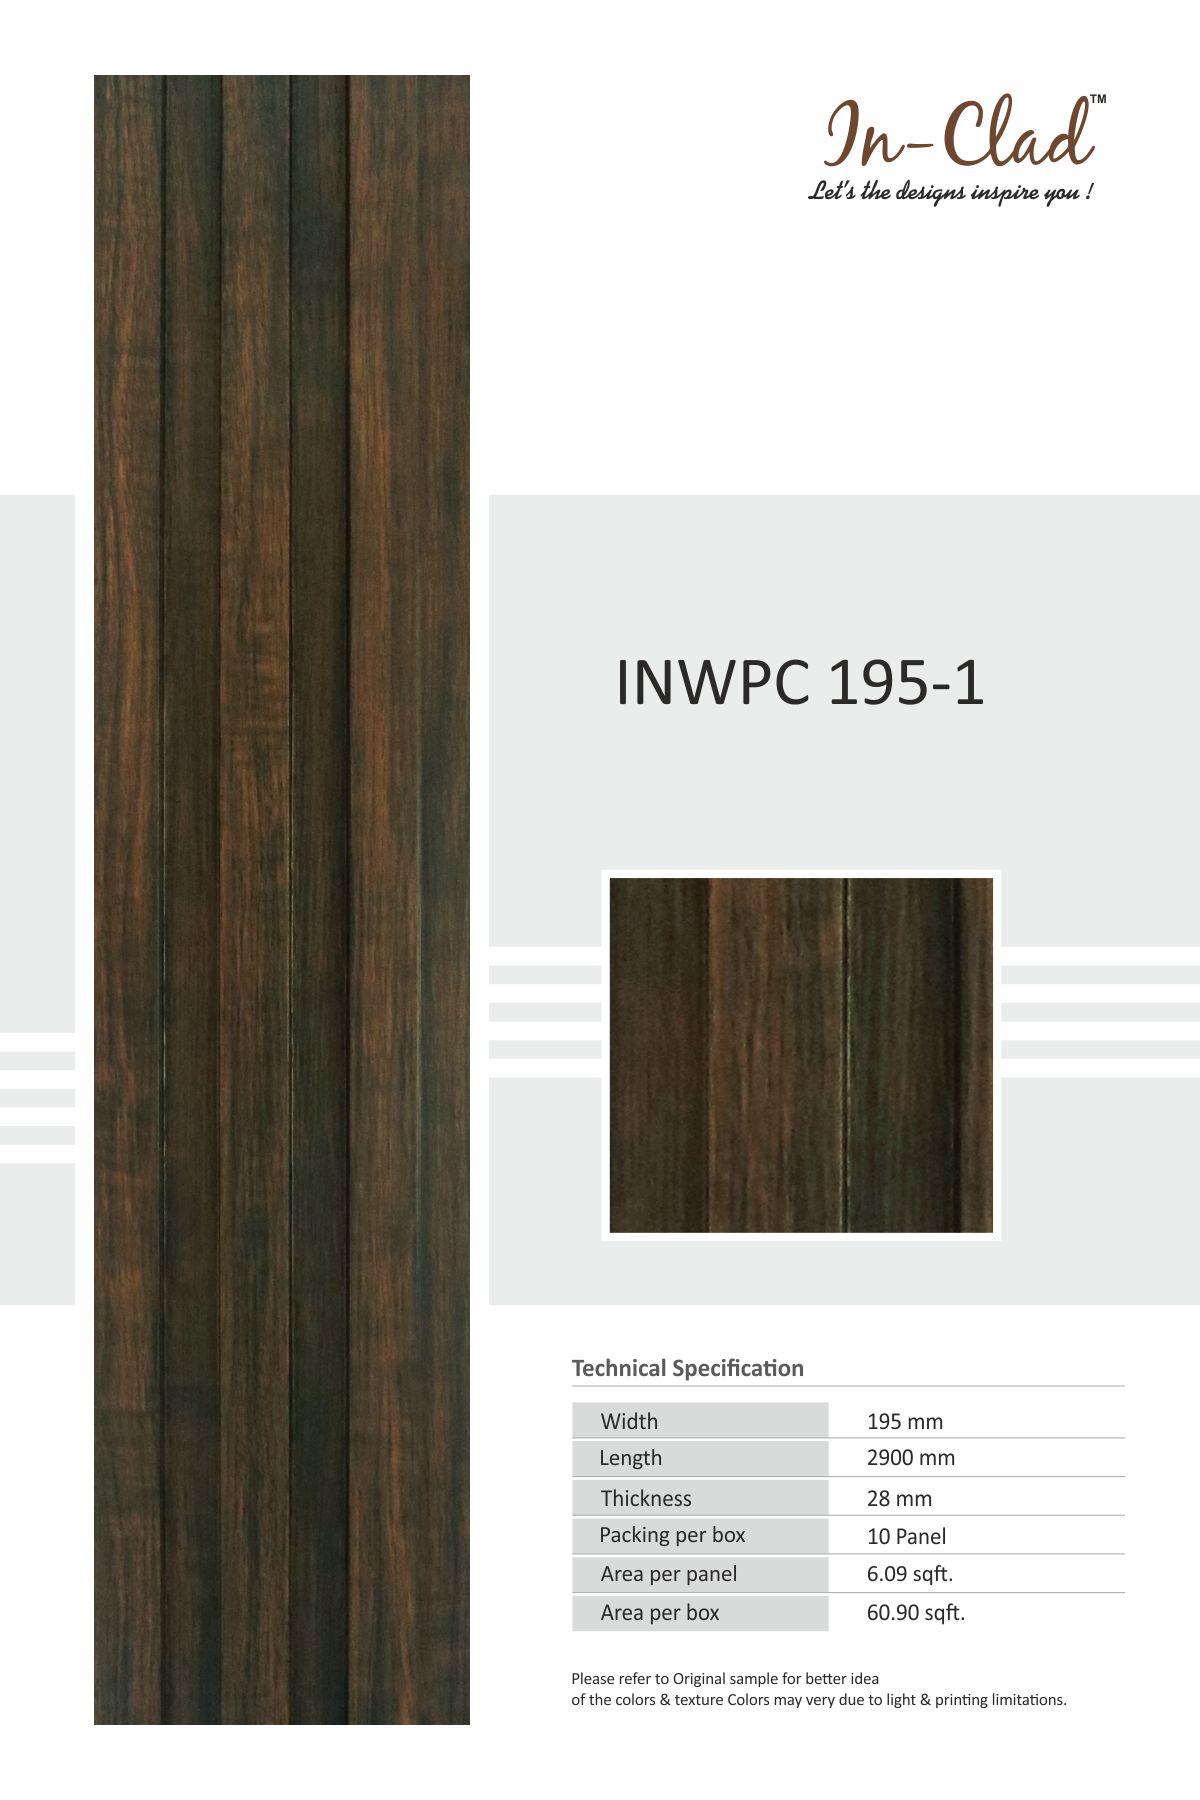 In-Clad™
Let's the designs inspire you !
INWPC 195-1
Technical Specification
Width 195 mm
Length 2900 mm
Thickness 28 mm
Packing per box 10 Panel
Area per panel 6.09 sqft.
Area per box 60.90 sqft.
Please refer to Original sample for better idea
of the colors & texture Colors may very due to light & printing limitations.